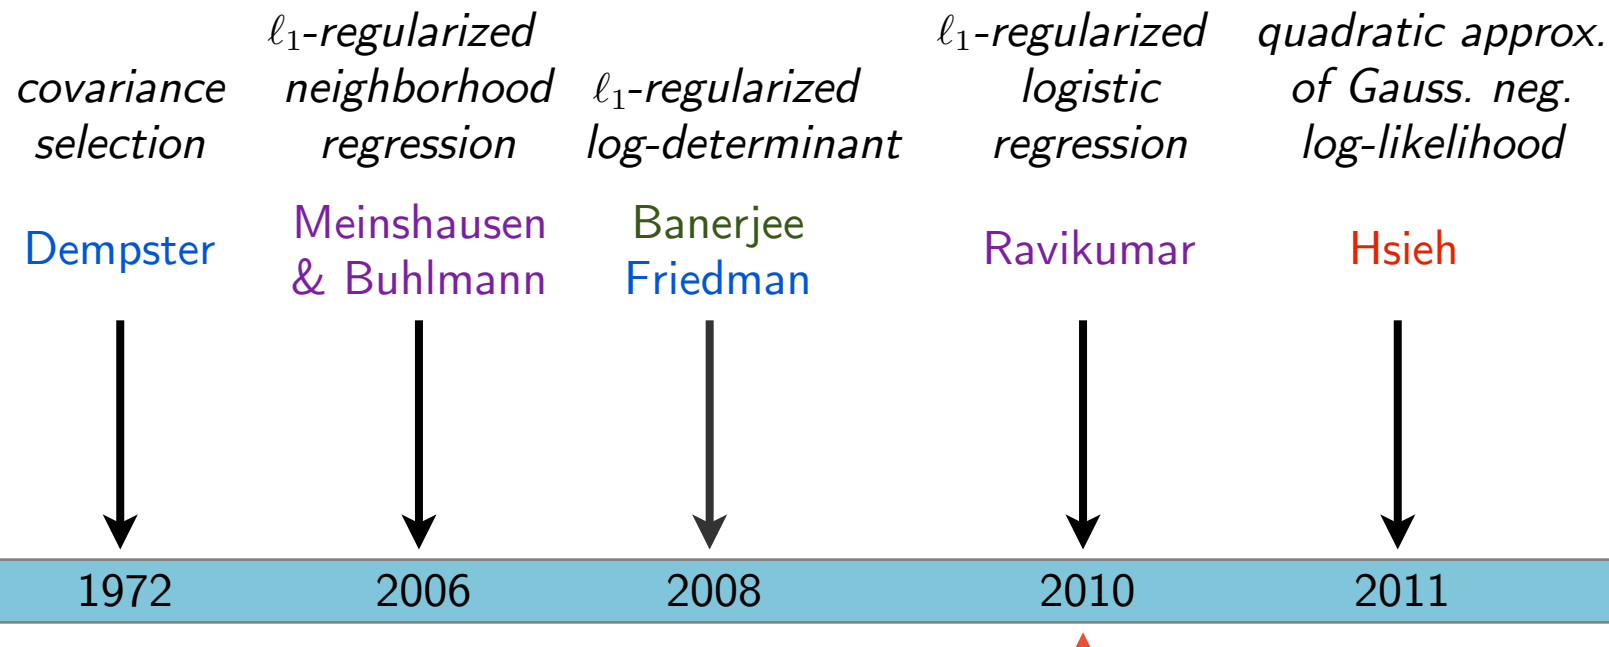 covariance
selection
ℓ₁-regularized
neighborhood
regression
ℓ₁-regularized
log-determinant
ℓ₁-regularized
logistic
regression
quadratic approx.
of Gauss. neg.
log-likelihood
Dempster
Meinshausen
& Buhlmann
Banerjee
Friedman
Ravikumar
Hsieh
1972
2006
2008
2010
2011